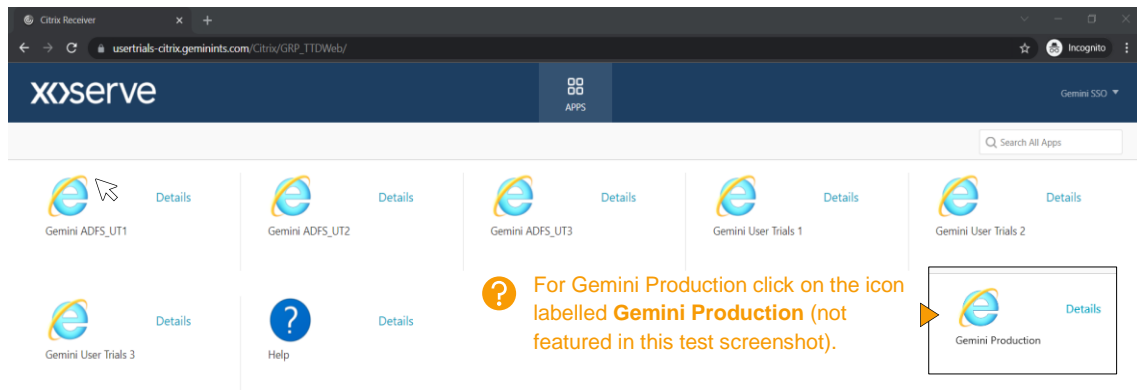 Citrix Receiver
usertrials-citrix.geminints.com/Citrix/GRP_TTDWeb/
Incognito
xoserve
APPS
Gemini SSO
Search All Apps
Details
Gemini ADFS_UT1
Details
Gemini ADFS_UT2
Details
Gemini ADFS_UT3
Details
Gemini User Trials 1
Details
Gemini User Trials 2
Details
Gemini User Trials 3
?
Details
Help
?
For Gemini Production click on the icon
labelled Gemini Production (not
featured in this test screenshot).
Details
Gemini Production